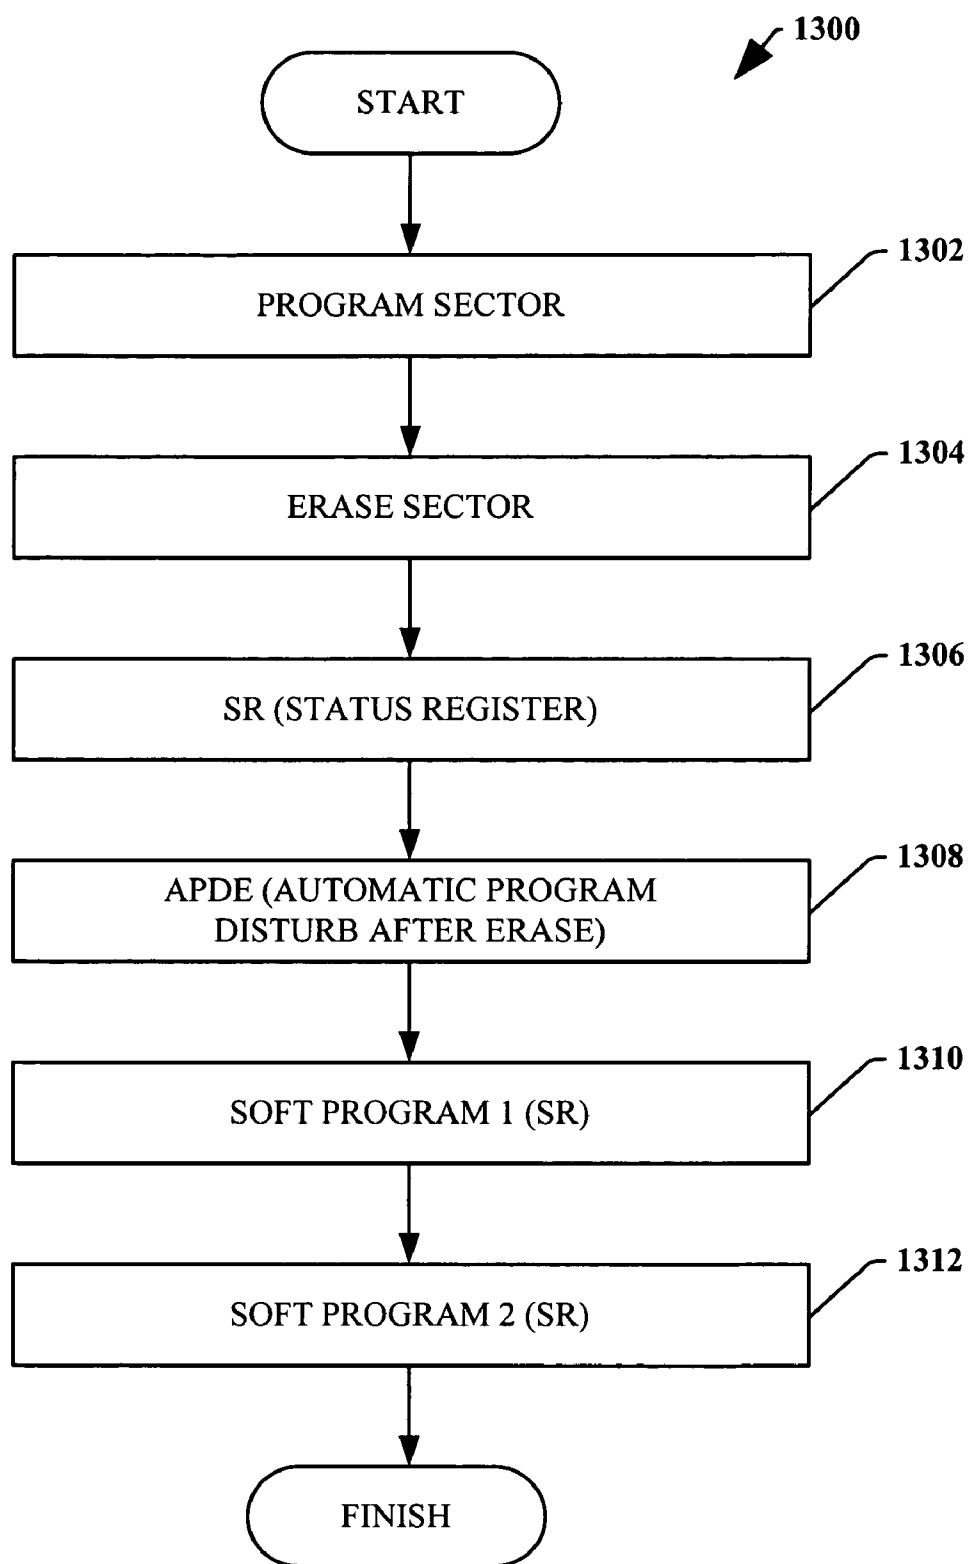 1300
START
1302
PROGRAM SECTOR
1304
ERASE SECTOR
1306
SR (STATUS REGISTER)
1308
APDE (AUTOMATIC PROGRAM
DISTURB AFTER ERASE)
1310
SOFT PROGRAM 1 (SR)
1312
SOFT PROGRAM 2 (SR)
FINISH